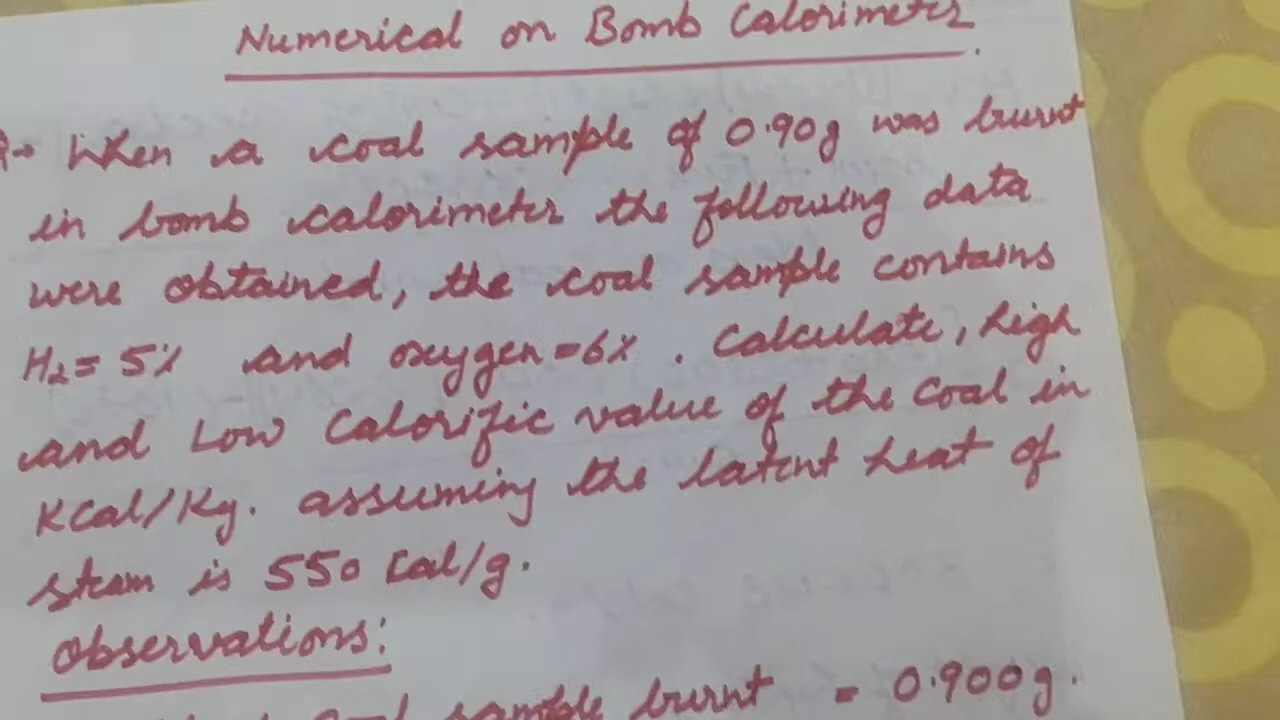 Numerical on Bomb Calorimeter.
Q→ When a coal sample of 0.90g was burnt
in bomb calorimeter the following data
were obtained, the coal sample contains
H₂= 5% and oxygen=6% . Calculate, high
and Low Calorific value of the coal in
KCal/Kg. assuming the latent heat of
steam is 550 Cal/g.
Observations:
coal sample burnt = 0.900g.